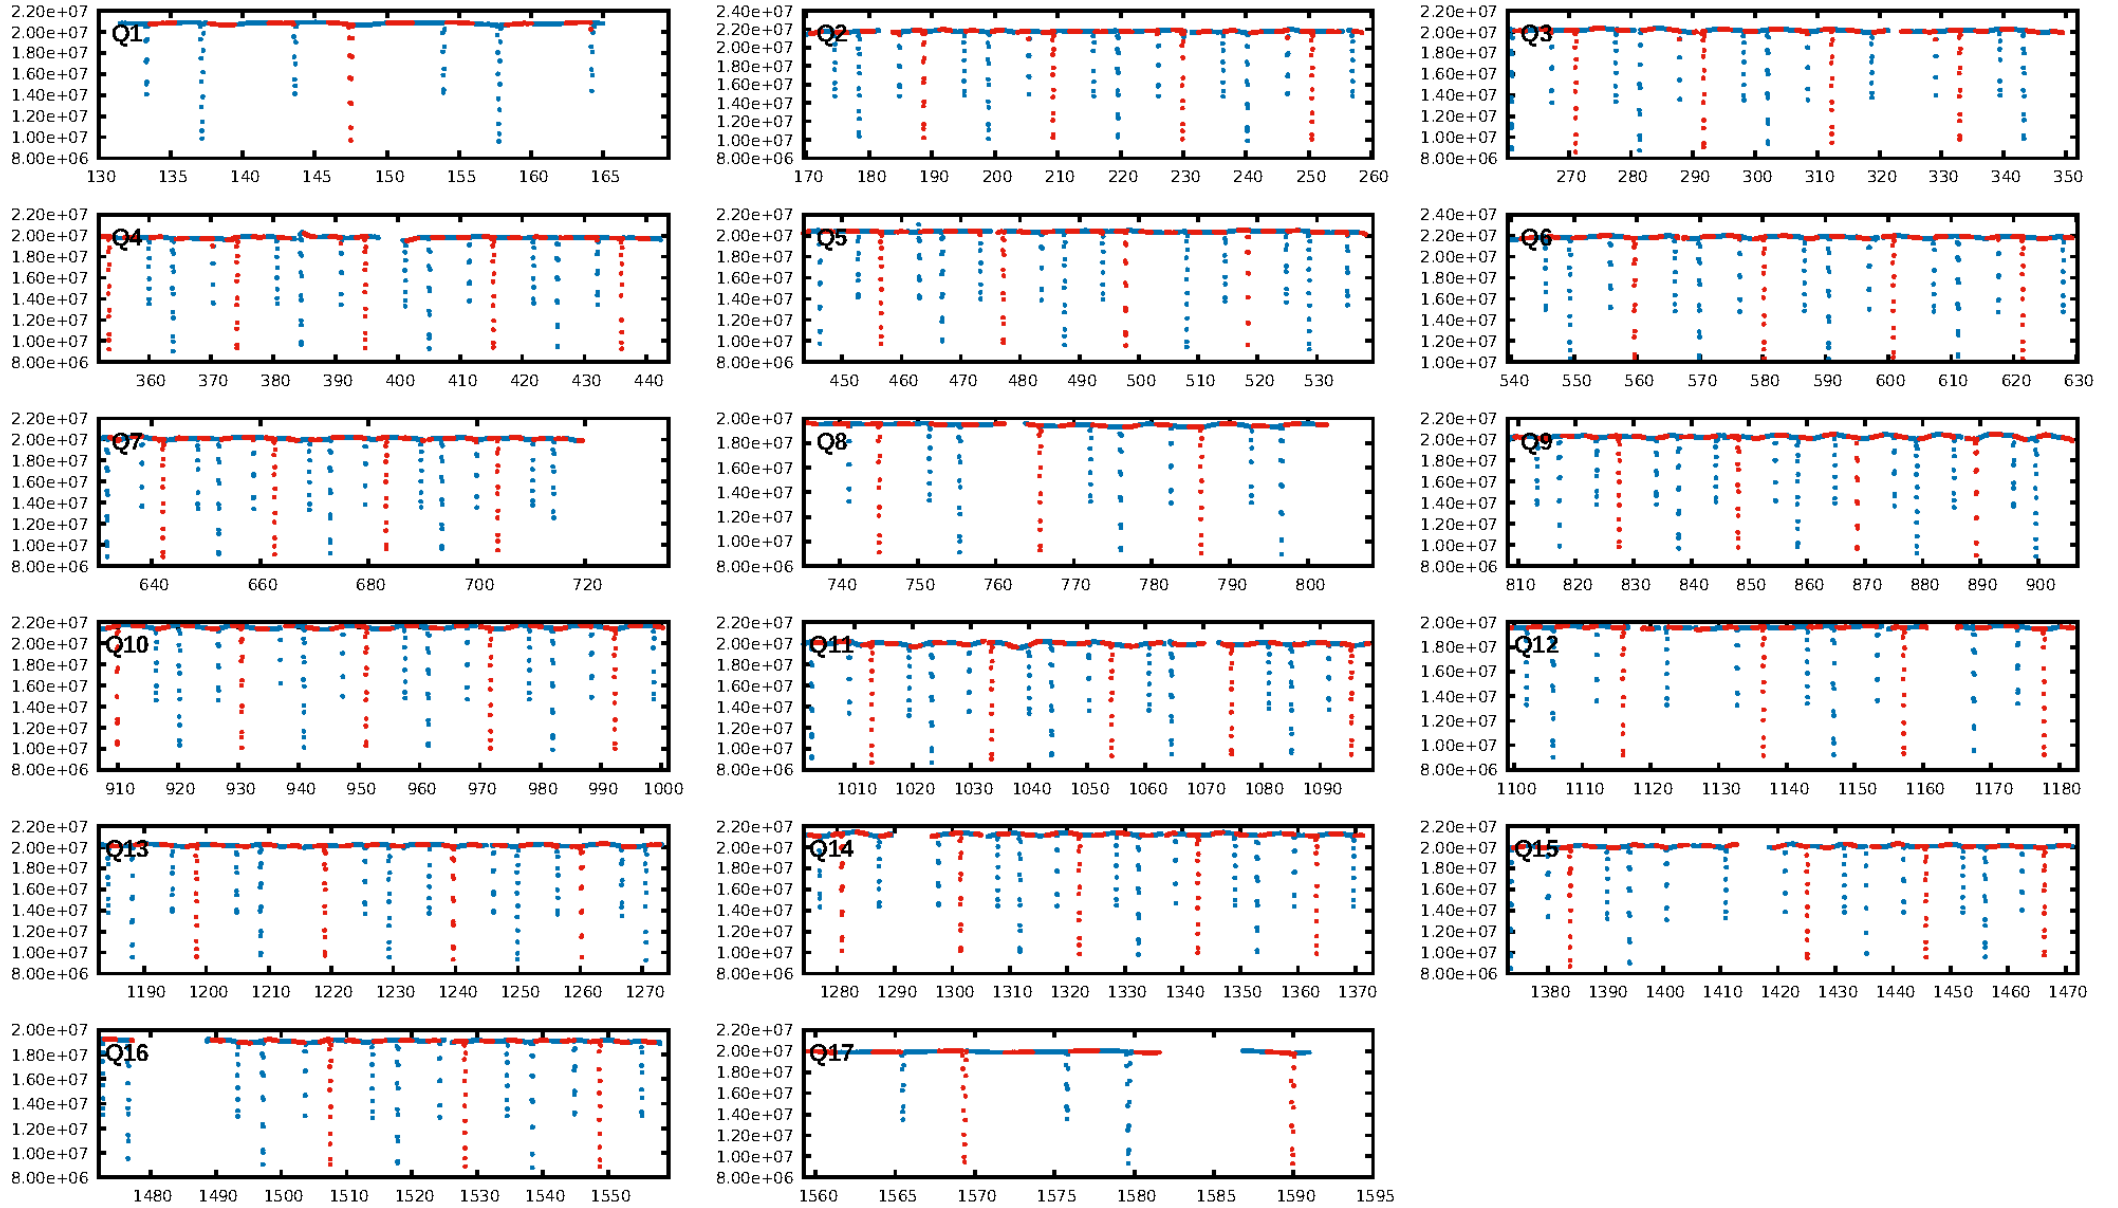 2.20e+07 2.00e+07 1.80e+07 1.60e+07 1.40e+07 1.20e+07 1.00e+07 8.00e+06
Q1
130 135 140 145 150 155 160 165
2.40e+07 2.20e+07 2.00e+07 1.80e+07 1.60e+07 1.40e+07 1.20e+07 1.00e+07 8.00e+06
Q2
170 180 190 200 210 220 230 240 250 260
2.20e+07 2.00e+07 1.80e+07 1.60e+07 1.40e+07 1.20e+07 1.00e+07 8.00e+06
Q3
270 280 290 300 310 320 330 340 350
2.20e+07 2.00e+07 1.80e+07 1.60e+07 1.40e+07 1.20e+07 1.00e+07 8.00e+06
Q4
360 370 380 390 400 410 420 430 440
2.20e+07 2.00e+07 1.80e+07 1.60e+07 1.40e+07 1.20e+07 1.00e+07 8.00e+06
Q5
450 460 470 480 490 500 510 520 530
2.40e+07 2.20e+07 2.00e+07 1.80e+07 1.60e+07 1.40e+07 1.20e+07 1.00e+07
Q6
540 550 560 570 580 590 600 610 620 630
2.20e+07 2.00e+07 1.80e+07 1.60e+07 1.40e+07 1.20e+07 1.00e+07 8.00e+06
Q7
640 660 680 700 720
2.00e+07 1.80e+07 1.60e+07 1.40e+07 1.20e+07 1.00e+07 8.00e+06
Q8
740 750 760 770 780 790 800
2.20e+07 2.00e+07 1.80e+07 1.60e+07 1.40e+07 1.20e+07 1.00e+07 8.00e+06
Q9
810 820 830 840 850 860 870 880 890 900
2.20e+07 2.00e+07 1.80e+07 1.60e+07 1.40e+07 1.20e+07 1.00e+07 8.00e+06
Q10
910 920 930 940 950 960 970 980 990 1000
2.20e+07 2.00e+07 1.80e+07 1.60e+07 1.40e+07 1.20e+07 1.00e+07 8.00e+06
Q11
1010 1020 1030 1040 1050 1060 1070 1080 1090
2.00e+07 1.80e+07 1.60e+07 1.40e+07 1.20e+07 1.00e+07 8.00e+06
Q12
1100 1110 1120 1130 1140 1150 1160 1170 1180
2.20e+07 2.00e+07 1.80e+07 1.60e+07 1.40e+07 1.20e+07 1.00e+07 8.00e+06
Q13
1190 1200 1210 1220 1230 1240 1250 1260 1270
2.20e+07 2.00e+07 1.80e+07 1.60e+07 1.40e+07 1.20e+07 1.00e+07 8.00e+06
Q14
1280 1290 1300 1310 1320 1330 1340 1350 1360 1370
2.20e+07 2.00e+07 1.80e+07 1.60e+07 1.40e+07 1.20e+07 1.00e+07 8.00e+06
Q15
1380 1390 1400 1410 1420 1430 1440 1450 1460 1470
2.00e+07 1.80e+07 1.60e+07 1.40e+07 1.20e+07 1.00e+07 8.00e+06
Q16
1480 1490 1500 1510 1520 1530 1540 1550
2.20e+07 2.00e+07 1.80e+07 1.60e+07 1.40e+07 1.20e+07 1.00e+07 8.00e+06
Q17
1560 1565 1570 1575 1580 1585 1590 1595